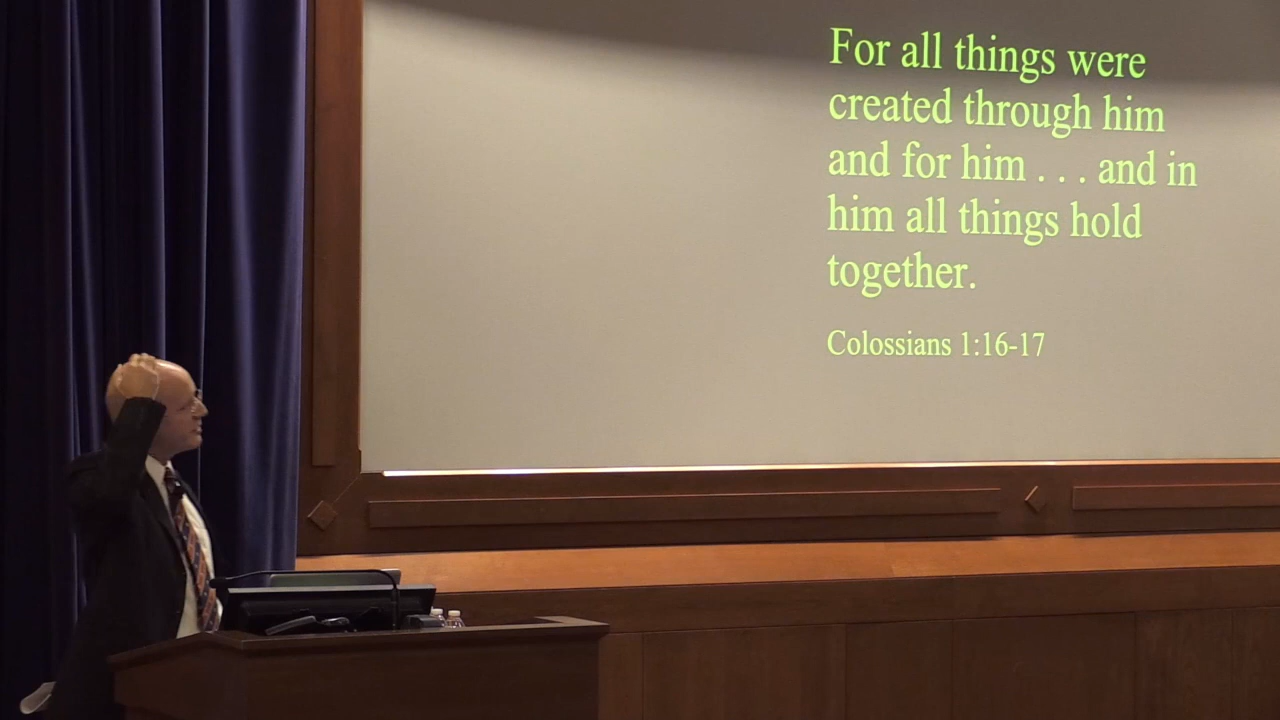 For all things were
created through him
and for him . . . and in
him all things hold
together.
Colossians 1:16-17